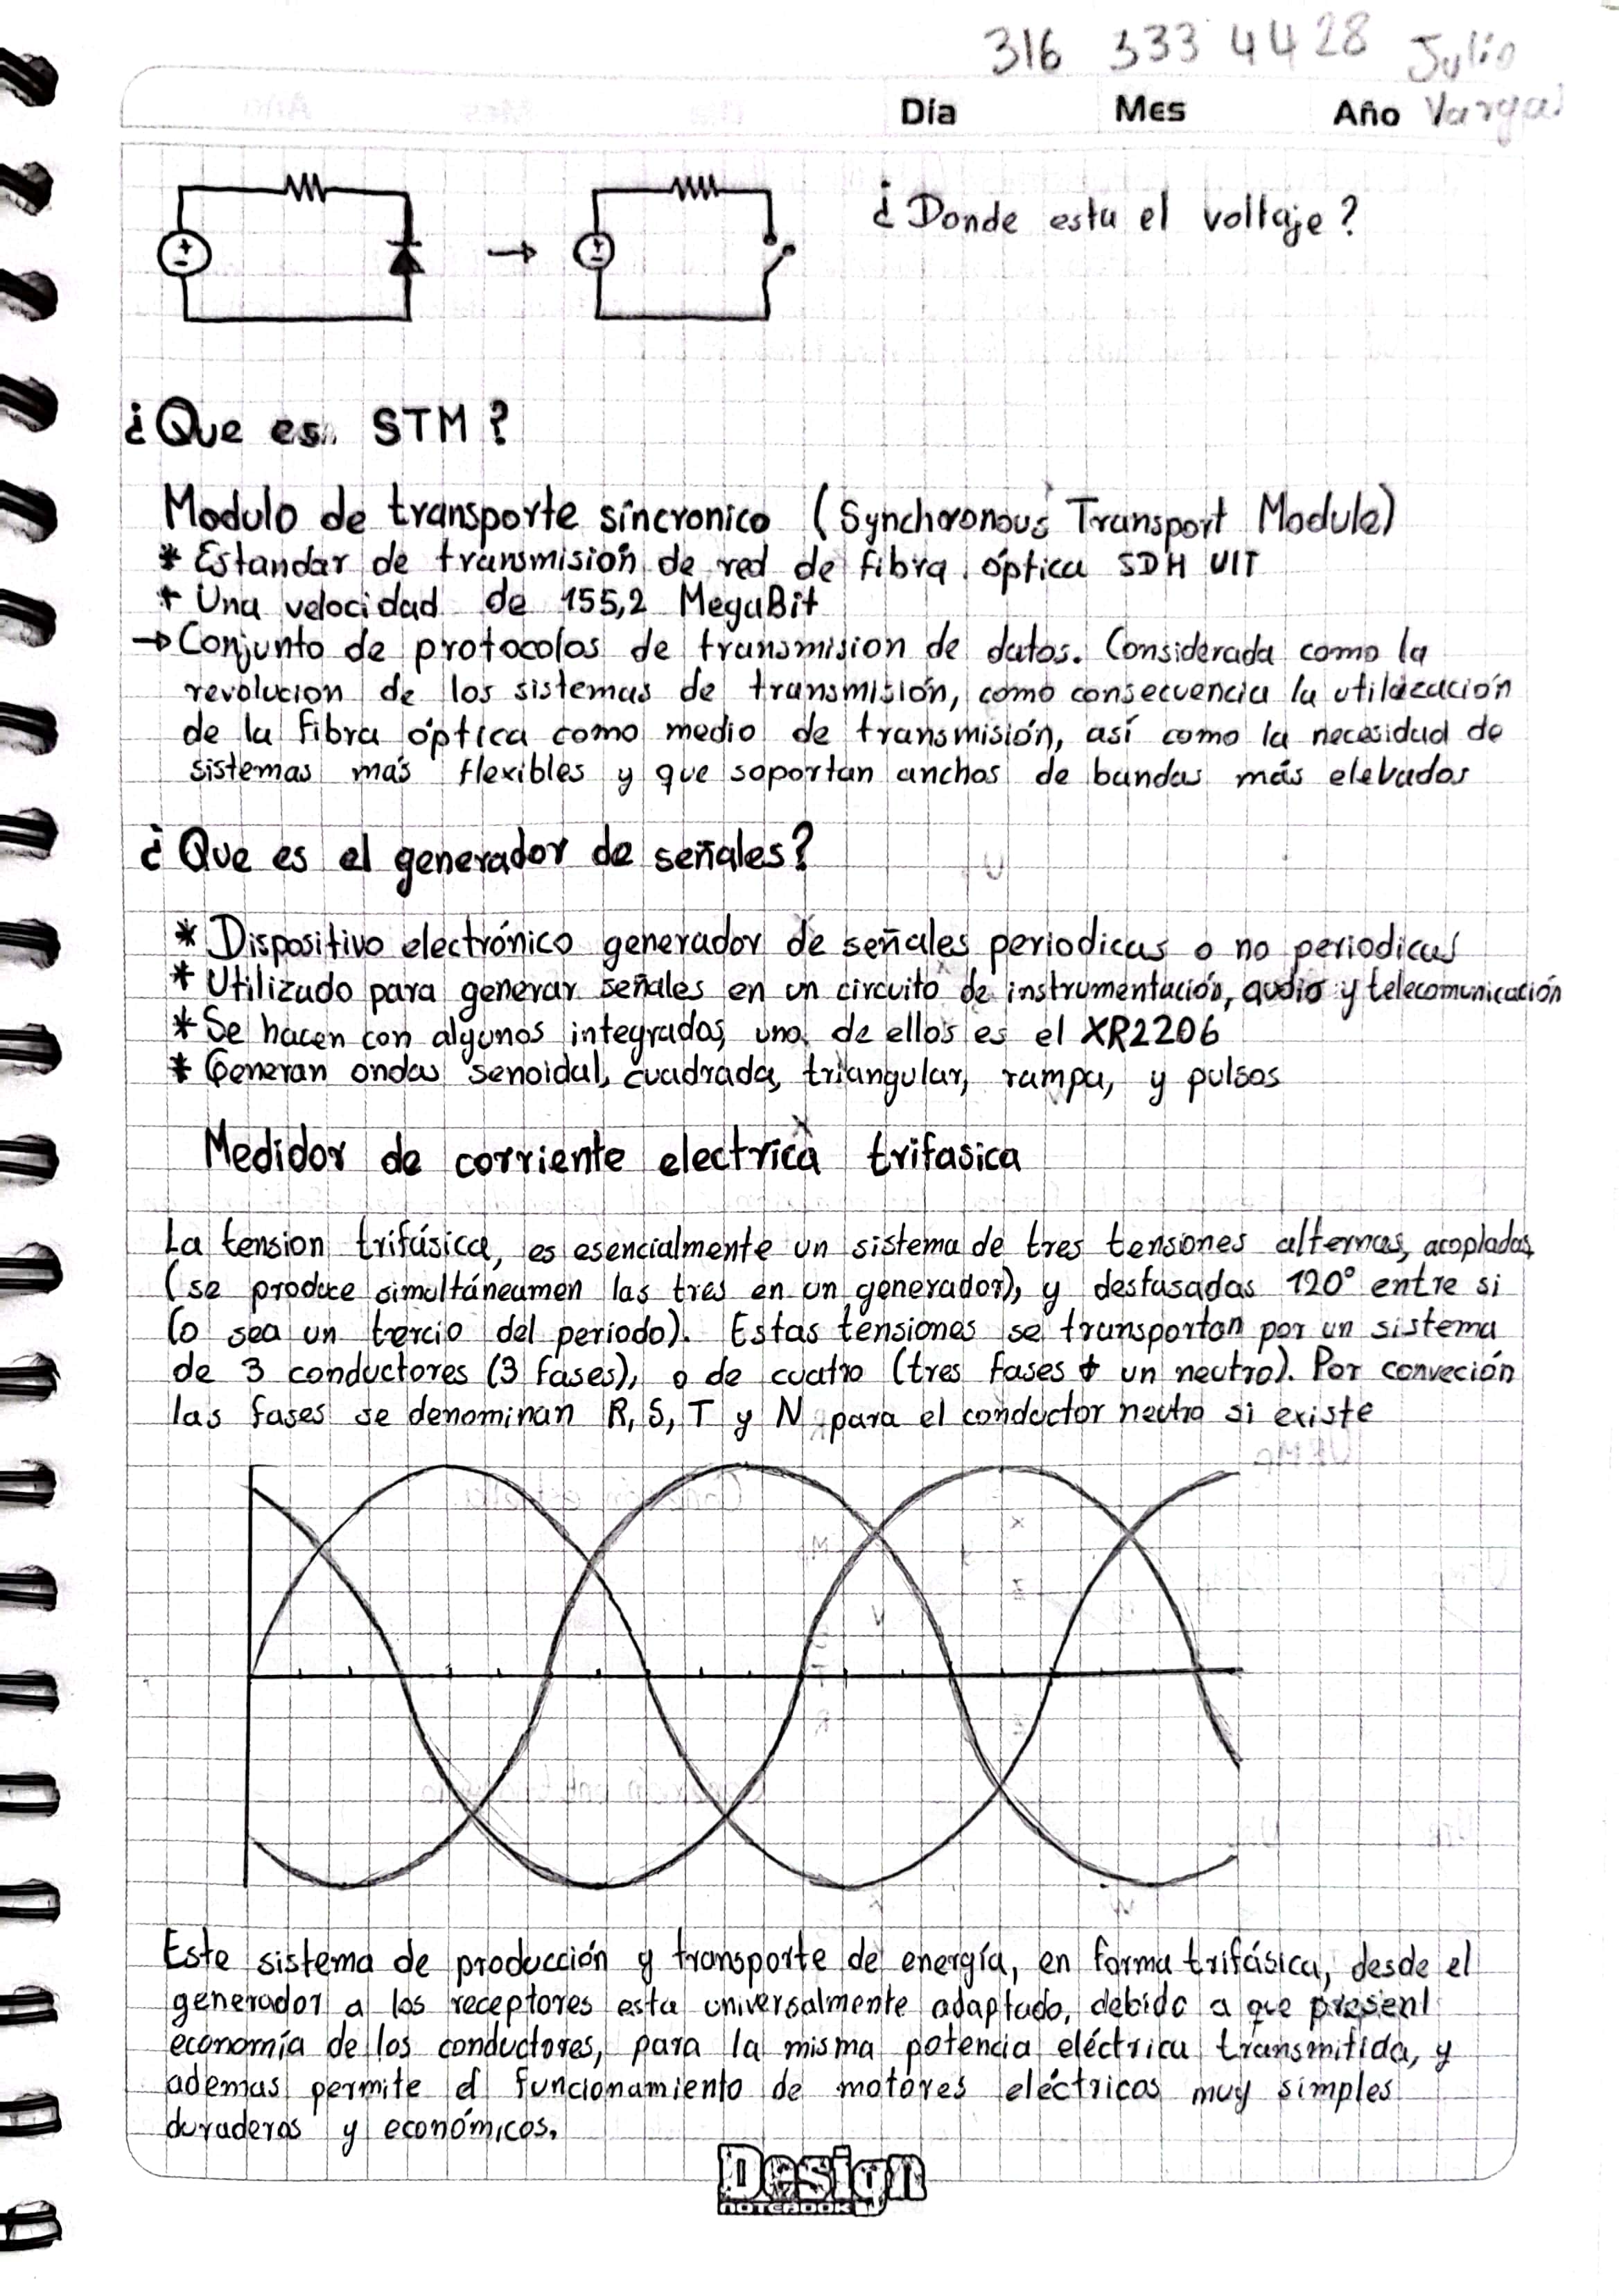 316 333 4428 Julio
Día Mes Año Vargas
¿Donde esta el voltaje?
¿Que es STM?
Modulo de transporte síncronico (Synchronous Transport Module)
* Estandar de transmisión de red de fibra óptica SDH UIT
* Una velocidad de 155,2 MegaBit
→ Conjunto de protocolos de transmision de datos. Considerada como la
revolucion de los sistemas de transmisión, como consecuencia la utilización
de la fibra óptica como medio de transmisión, así como la necesidad de
sistemas más flexibles y que soportan anchos de bandas más elebados
¿Que es el generador de señales?
* Dispositivo electrónico generador de señales periodicas o no periodicas
* Utilizado para generar señales en un circuito de instrumentación, audio y telecomunicación
* Se hacen con algunos integrados, uno de ellos es el XR2206
* Generan ondas senoidal, cuadrada, triangular, rampa, y pulsos
Medidor de corriente electrica trifasica
La tension trifásica, es esencialmente un sistema de tres tensiones alternas, acopladas,
(se produce simultáneamen las tres en un generador), y desfasadas 120° entre si
(o sea un tercio del periodo). Estas tensiones se transportan por un sistema
de 3 conductores (3 fases), o de cuatro (tres fases + un neutro). Por conveción
las fases se denominan R, S, T y N para el conductor neutro si existe
Este sistema de producción y transporte de energía, en forma trifásica, desde el
generador a los receptores esta universalmente adaptado, debido a que present
economía de los conductores, para la misma potencia eléctrica transmitida, y
ademas permite el funcionamiento de motores eléctricos muy simples
duraderos y económicos.
Design
NOTEBOOK